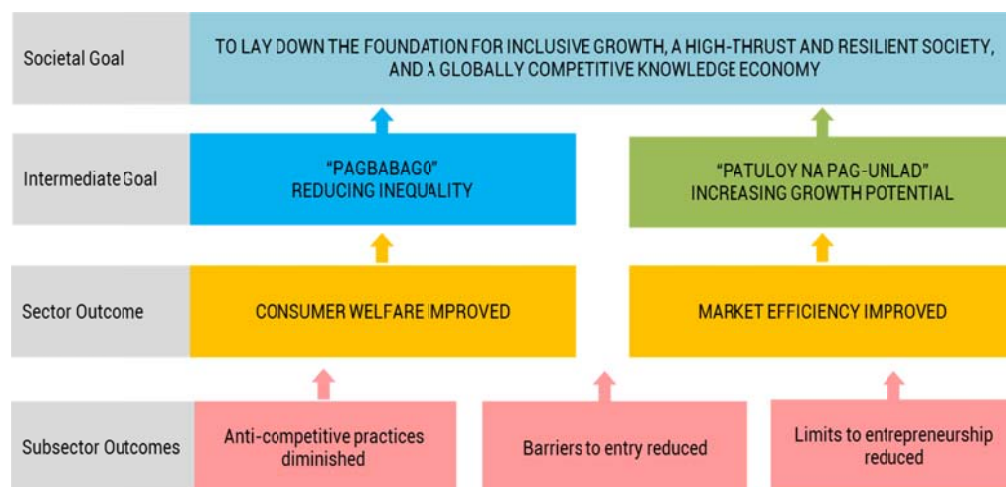 Societal Goal
TO LAY DOWN THE FOUNDATION FOR INCLUSIVE GROWTH, A HIGH-THRUST AND RESILIENT SOCIETY,
AND A GLOBALLY COMPETITIVE KNOWLEDGE ECONOMY
Intermediate Goal
“PAGBABAGO”
REDUCING INEQUALITY
“PATULOY NA PAG-UNLAD”
INCREASING GROWTH POTENTIAL
Sector Outcome
CONSUMER WELFARE IMPROVED
MARKET EFFICIENCY IMPROVED
Subsector Outcomes
Anti-competitive practices
diminished
Barriers to entry reduced
Limits to entrepreneurship
reduced